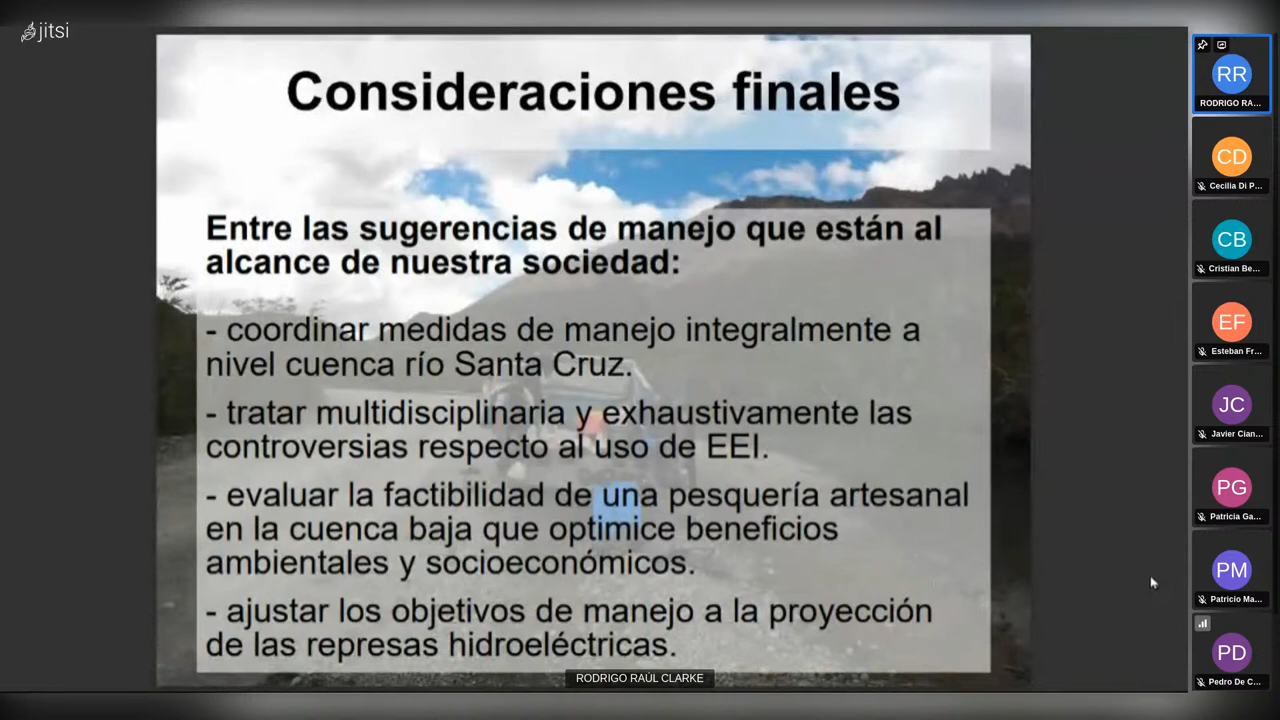 jitsi
Consideraciones finales
Entre las sugerencias de manejo que están al
alcance de nuestra sociedad:
- coordinar medidas de manejo integralmente a
nivel cuenca río Santa Cruz.
- tratar multidisciplinaria y exhaustivamente las
controversias respecto al uso de EEI.
- evaluar la factibilidad de una pesquería artesanal
en la cuenca baja que optimice beneficios
ambientales y socioeconómicos.
- ajustar los objetivos de manejo a la proyección
de las represas hidroeléctricas.
RODRIGO RAÚL CLARKE
RR
RODRIGO RA...
CD
Cecilia Di P...
CB
Cristian Be...
EF
Esteban Fr...
JC
Javier Cian...
PG
Patricia Ga...
PM
Patricio Ma...
PD
Pedro De C...